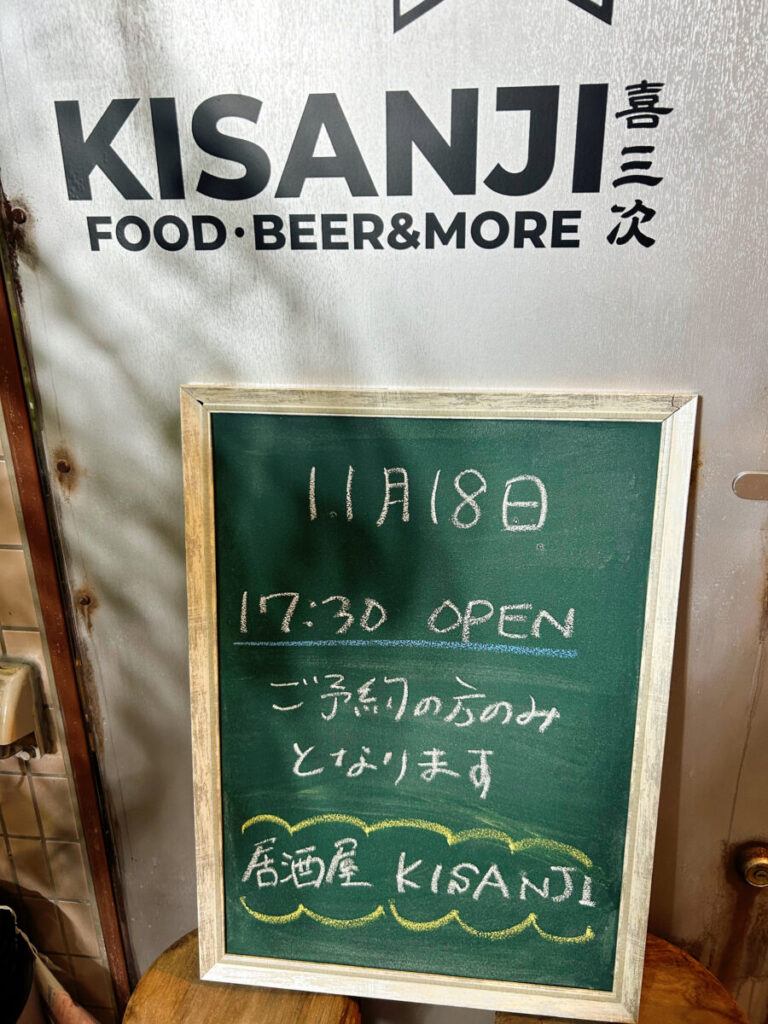 KISANJI
喜三次
FOOD・BEER&MORE
11月18日
17:30 OPEN
ご予約の方のみ
となります
居酒屋 KISANJI